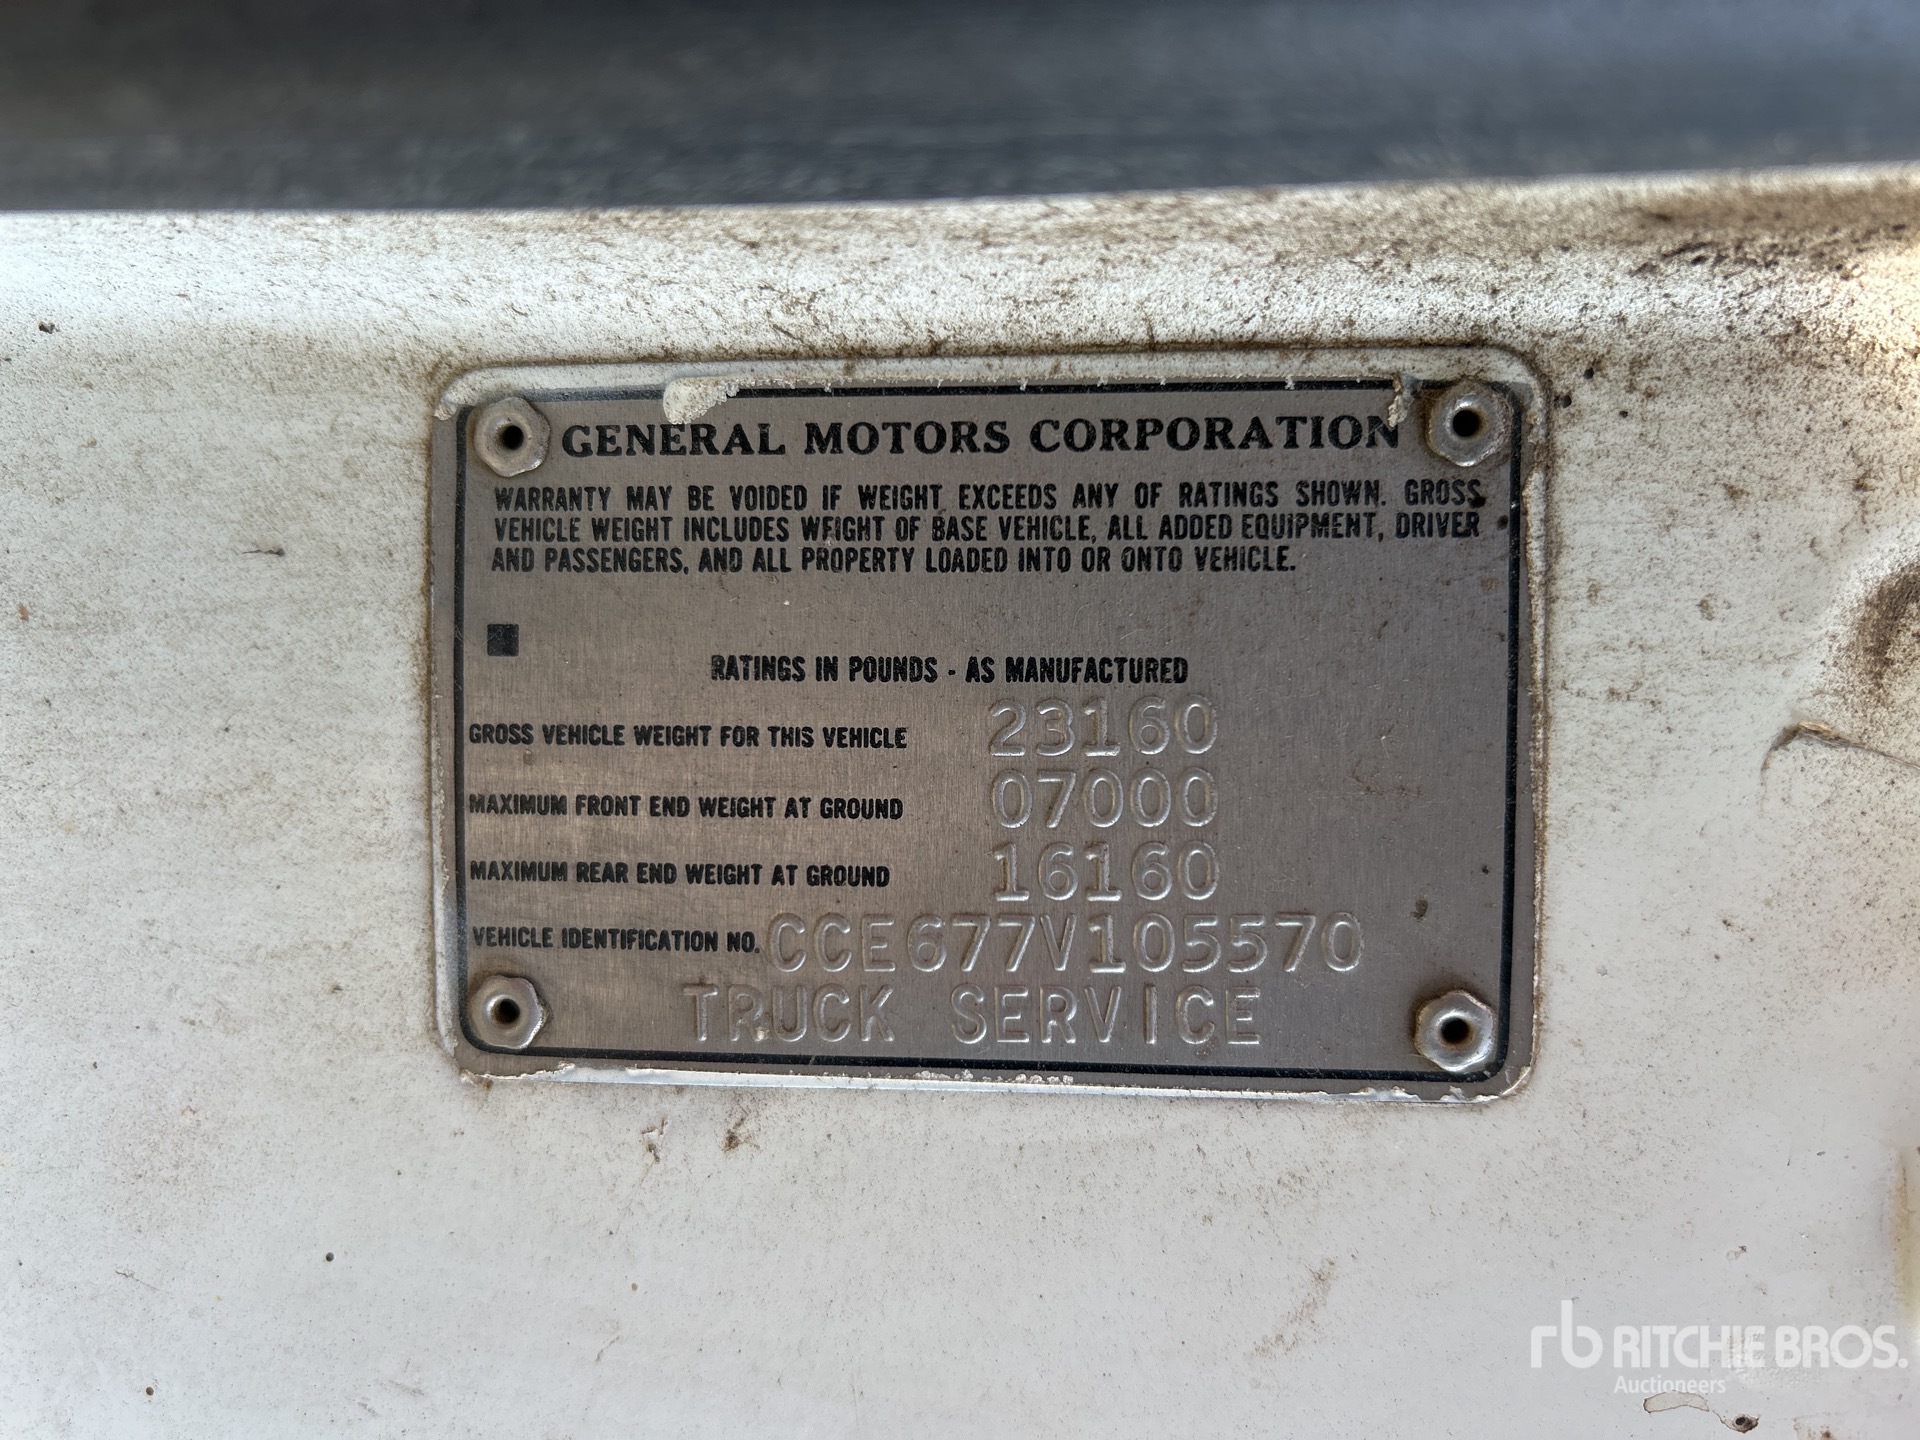 GENERAL MOTORS CORPORATION
WARRANTY MAY BE VOIDED IF WEIGHT EXCEEDS ANY OF RATINGS SHOWN. GROSS
VEHICLE WEIGHT INCLUDES WEIGHT OF BASE VEHICLE, ALL ADDED EQUIPMENT, DRIVER
AND PASSENGERS, AND ALL PROPERTY LOADED INTO OR ONTO VEHICLE.
RATINGS IN POUNDS - AS MANUFACTURED
GROSS VEHICLE WEIGHT FOR THIS VEHICLE 23160
MAXIMUM FRONT END WEIGHT AT GROUND 07000
MAXIMUM REAR END WEIGHT AT GROUND 16160
VEHICLE IDENTIFICATION NO. CCE677V105570
TRUCK SERVICE
rb RITCHIE BROS.
Auctioneers